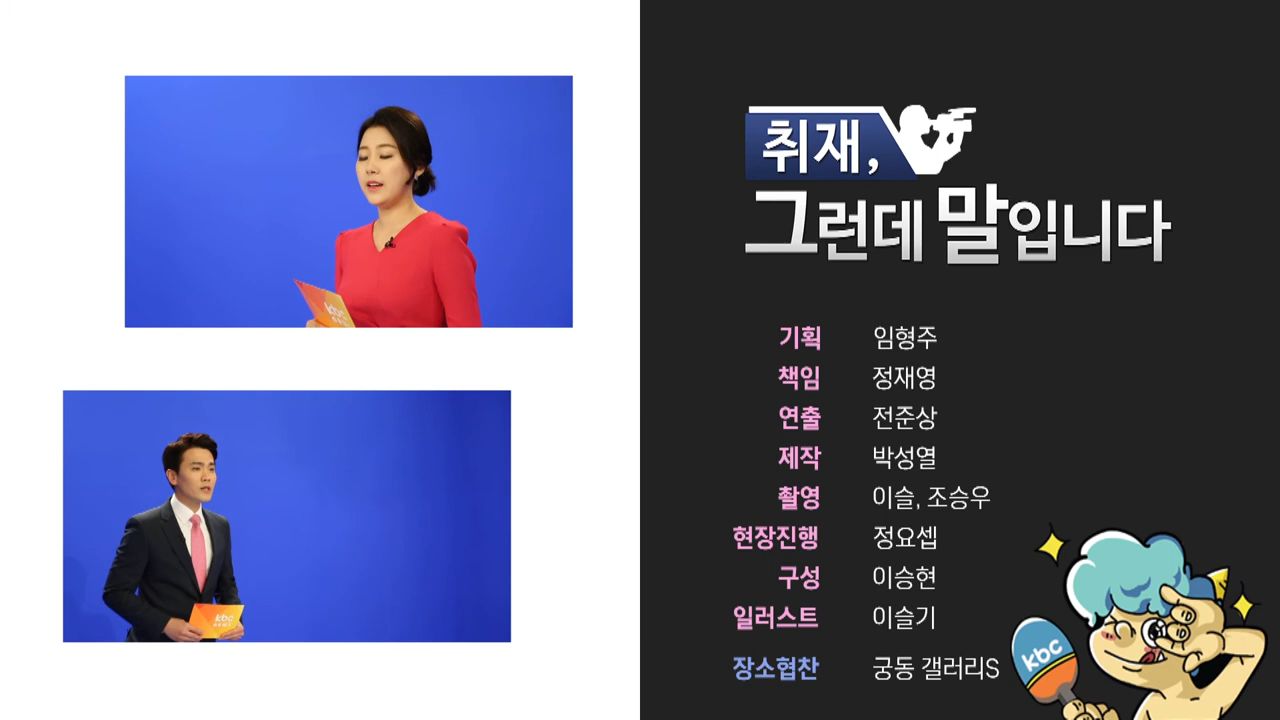 취재,
그런데 말입니다
기획 임형주
책임 정재영
연출 전준상
제작 박성열
촬영 이슬, 조승우
현장진행 정요셉
구성 이승현
일러스트 이슬기
장소협찬 궁동 갤러리S
kbc
kbc
kbc
NEWS